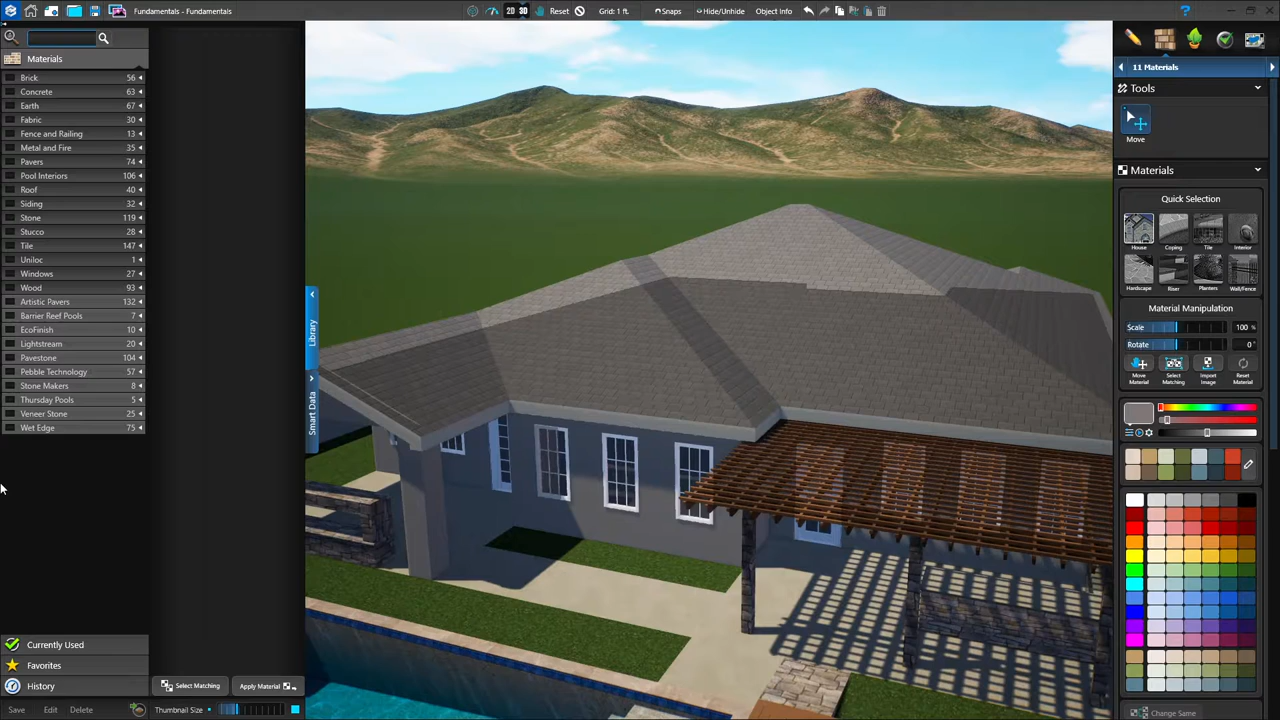 Fundamentals - Fundamentals
2D 3D
Reset
Grid: 1 ft.
Snaps
Hide/Unhide
Object Info
?
Materials
Brick 56
Concrete 63
Earth 67
Fabric 30
Fence and Railing 13
Metal and Fire 35
Pavers 74
Pool Interiors 106
Roof 40
Siding 32
Stone 119
Stucco 28
Tile 147
Uniloc 1
Windows 27
Wood 93
Artistic Pavers 132
Barrier Reef Pools 7
EcoFinish 10
Lightstream 20
Pavestone 104
Pebble Technology 57
Stone Makers 8
Thursday Pools 5
Veneer Stone 25
Wet Edge 75
Currently Used
Favorites
History
Save Edit Delete
Select Matching
Apply Material
Thumbnail Size
Library
Smart Data
11 Materials
Tools
Move
Materials
Quick Selection
House Coping Tile Interior
Hardscape Riser Planters Wall/Fence
Material Manipulation
Scale 100 %
Rotate 0°
Move Material
Select Matching
Import Image
Reset Material
Change Same